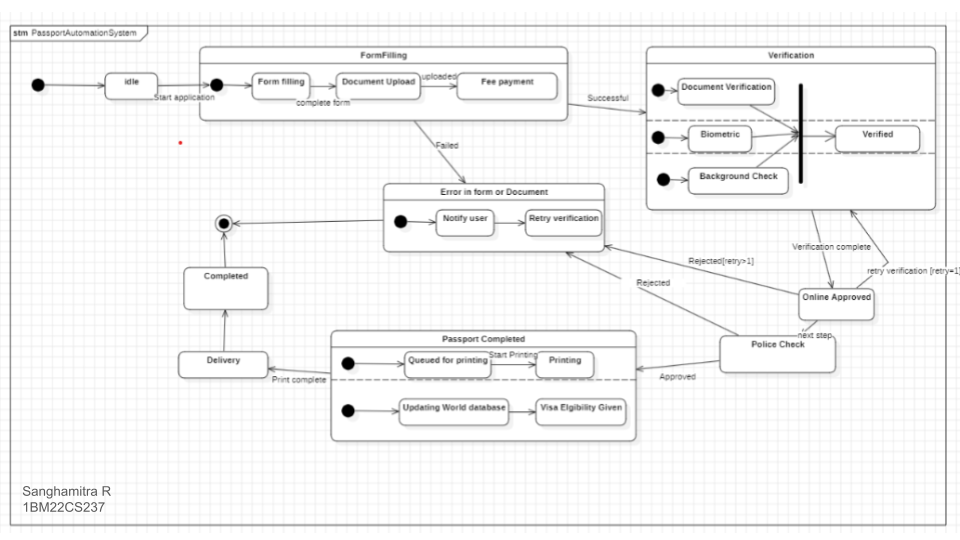 stm PassportAutomationSystem
FormFilling
Verification
idle
Start application
Form filling
complete form
Document Upload
uploaded
Fee payment
Successful
Document Verification
Biometric
Background Check
Verified
Failed
Error in form or Document
Notify user
Retry verification
Verification complete
retry verification [retry=1]
Rejected[retry>1]
Online Approved
Rejected
next step
Police Check
Approved
Completed
Delivery
Print complete
Passport Completed
Queued for printing
Start Printing
Printing
Updating World database
Visa Elgibility Given
Sanghamitra R
1BM22CS237